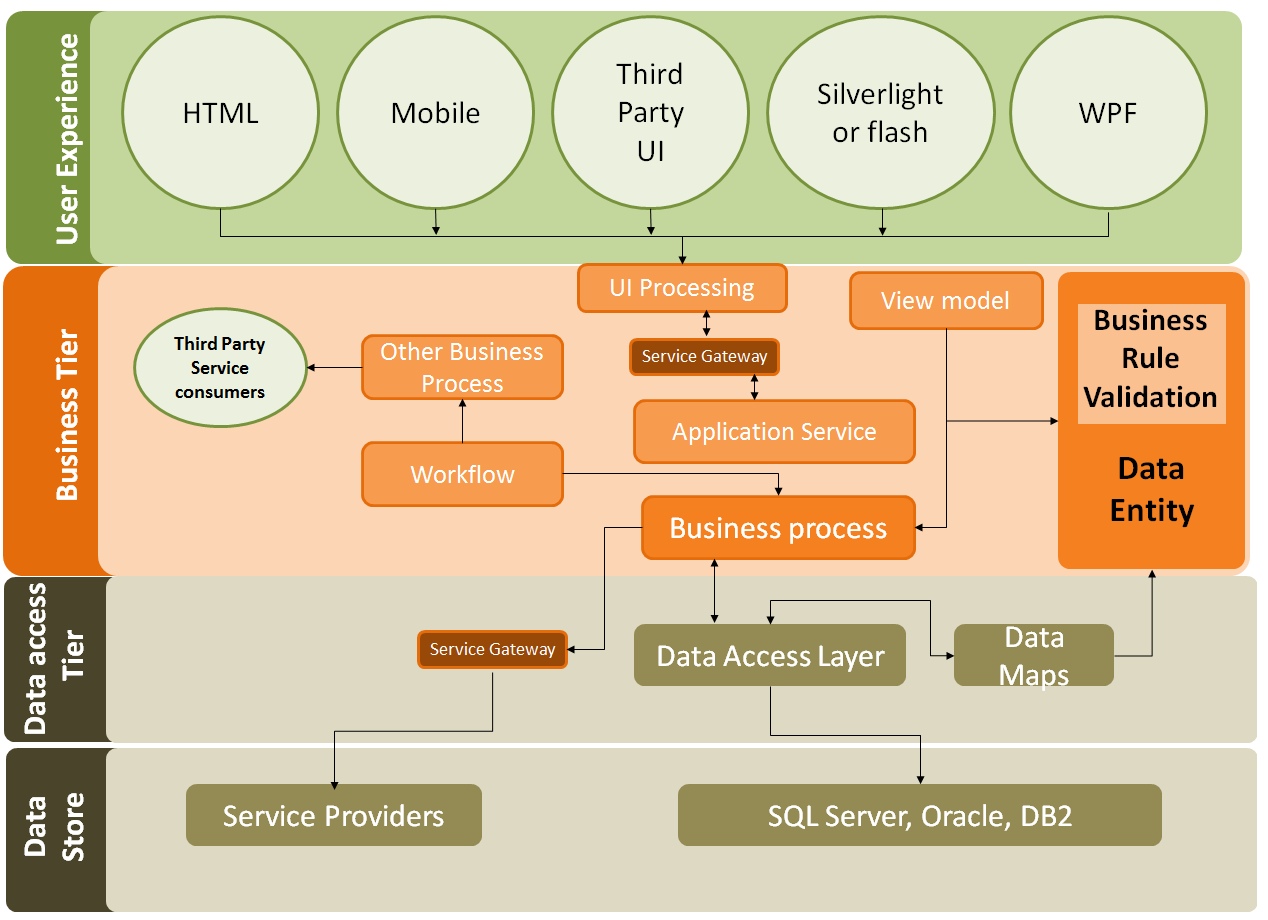 User Experience
HTML
Mobile
Third
Party
UI
Silverlight
or flash
WPF
Business Tier
UI Processing
View model
Business
Rule
Validation
Data
Entity
Third Party
Service
consumers
Other Business
Process
Service Gateway
Application Service
Workflow
Business process
Data access
Tier
Service Gateway
Data Access Layer
Data
Maps
Data
Store
Service Providers
SQL Server, Oracle, DB2